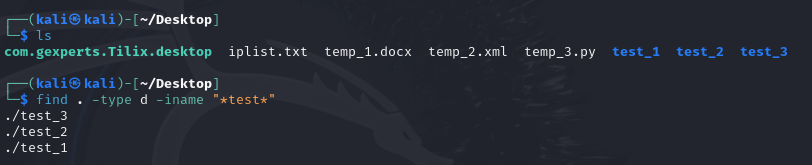 ┌──(kali㉿kali)-[~/Desktop]
└─$ ls
com.gexperts.Tilix.desktop  iplist.txt  temp_1.docx  temp_2.xml  temp_3.py  test_1  test_2  test_3
┌──(kali㉿kali)-[~/Desktop]
└─$ find . -type d -iname "*test*"
./test_3
./test_2
./test_1